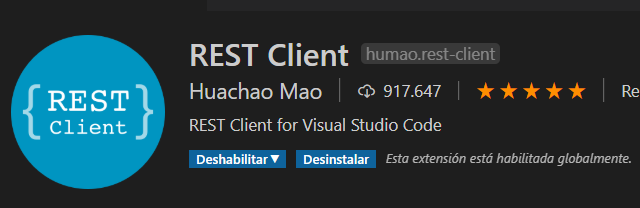 {REST
Client}
REST Client humao.rest-client
Huachao Mao 917.647 ★★★★★ Re
REST Client for Visual Studio Code
Deshabilitar ▼ Desinstalar Esta extensión está habilitada globalmente.